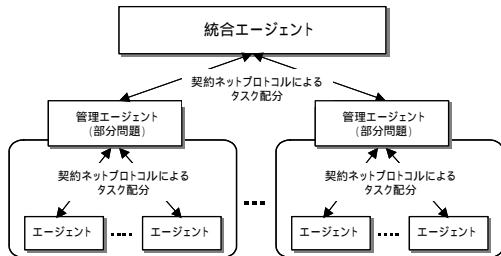 統合エージェント
契約ネットプロトコルによる
タスク配分
管理エージェント
(部分問題)
管理エージェント
(部分問題)
契約ネットプロトコルによる
タスク配分
契約ネットプロトコルによる
タスク配分
エージェント
エージェント
エージェント
エージェント